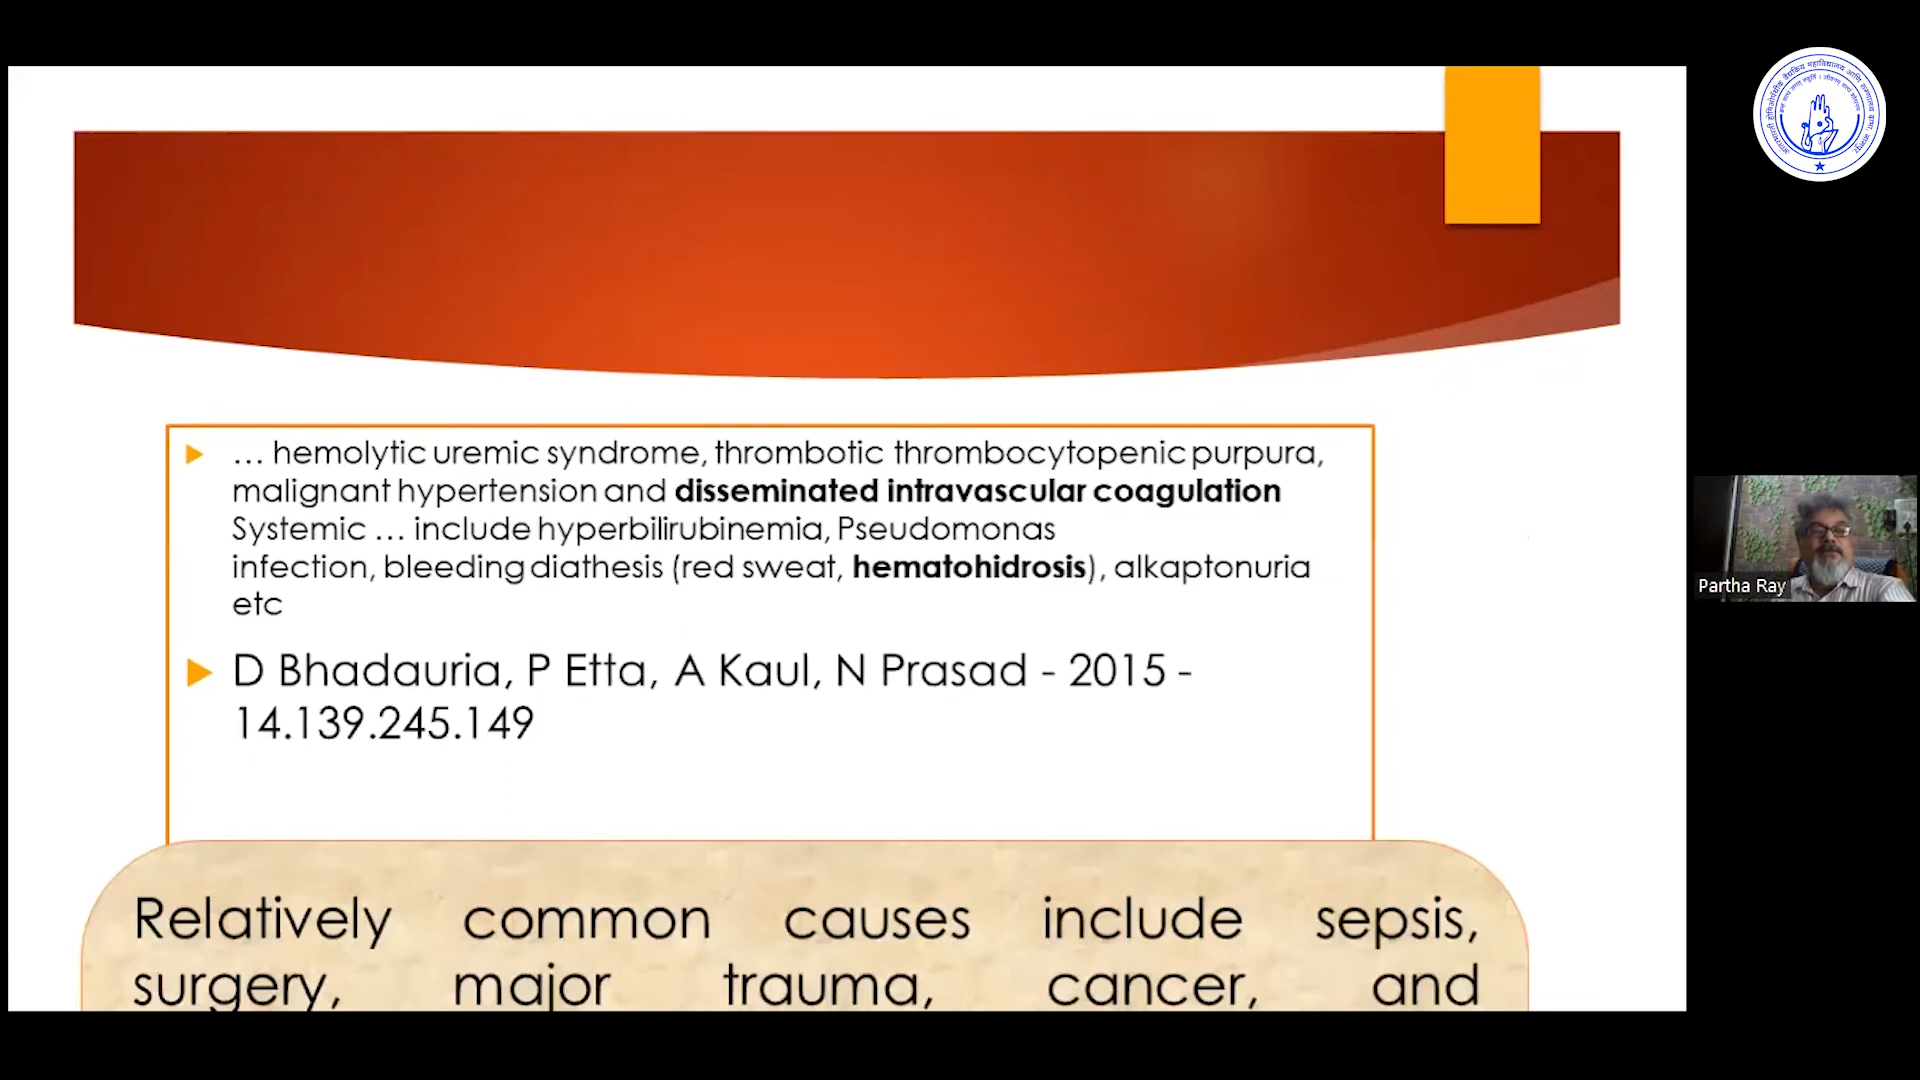 … hemolytic uremic syndrome, thrombotic thrombocytopenic purpura,
malignant hypertension and disseminated intravascular coagulation
Systemic … include hyperbilirubinemia, Pseudomonas
infection, bleeding diathesis (red sweat, hematohidrosis), alkaptonuria
etc
D Bhadauria, P Etta, A Kaul, N Prasad - 2015 -
14.139.245.149
Relatively common causes include sepsis,
surgery, major trauma, cancer, and
Partha Ray